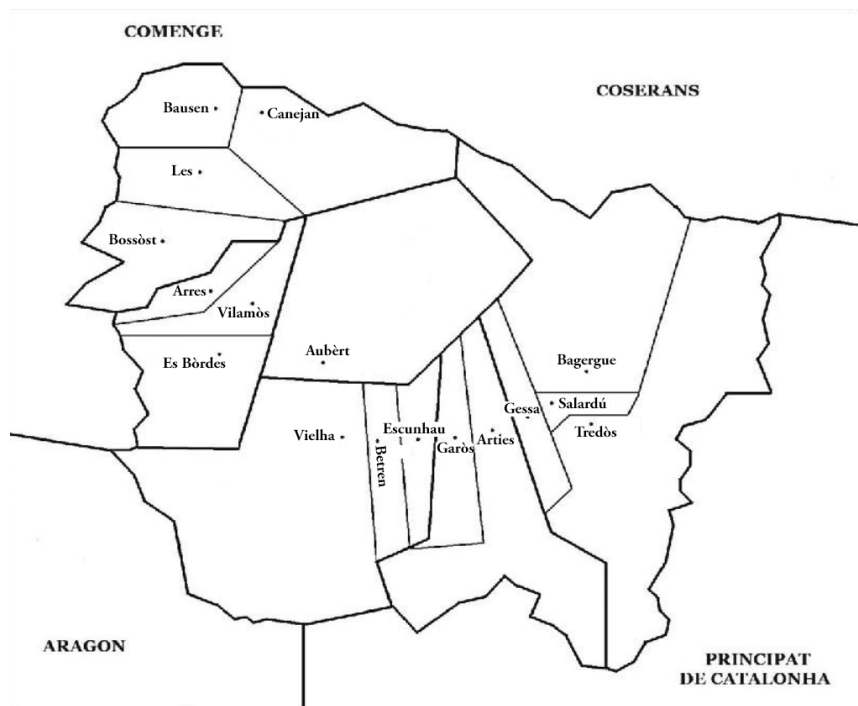 COMENGE
COSERANS
Bausen
Canejan
Les
Bossòst
Arres
Vilamòs
Es Bòrdes
Aubèrt
Bagergue
Salardú
Gessa
Tredòs
Escunhau
Vielha
Betren
Garòs
Arties
ARAGON
PRINCIPAT
DE CATALONHA